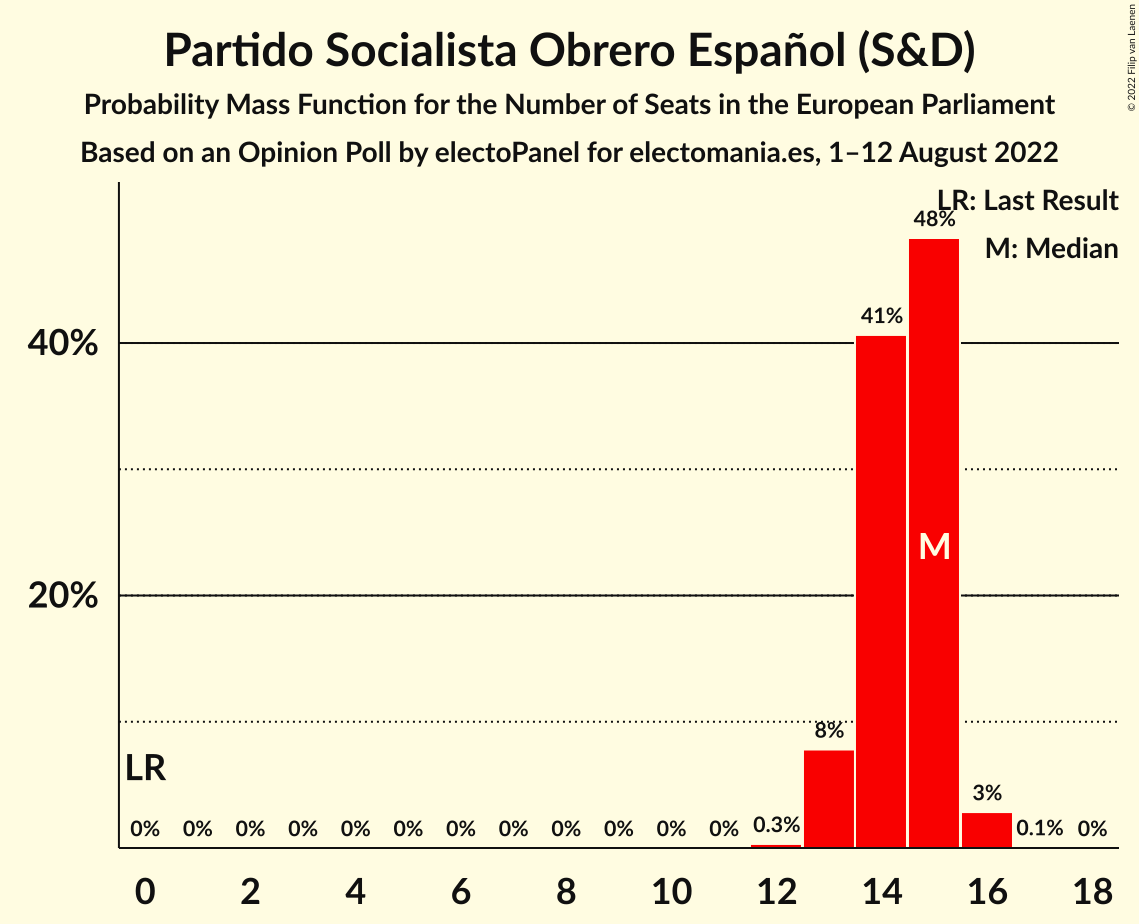 Partido Socialista Obrero Español (S&D)
Probability Mass Function for the Number of Seats in the European Parliament
Based on an Opinion Poll by electoPanel for electomania.es, 1–12 August 2022
© 2022 Filip van Laenen
LR: Last Result
M: Median
48%
41%
40%
M
20%
8%
LR
3%
0% 0% 0% 0% 0% 0% 0% 0% 0% 0% 0% 0% 0.3% 0.1% 0%
0 2 4 6 8 10 12 14 16 18